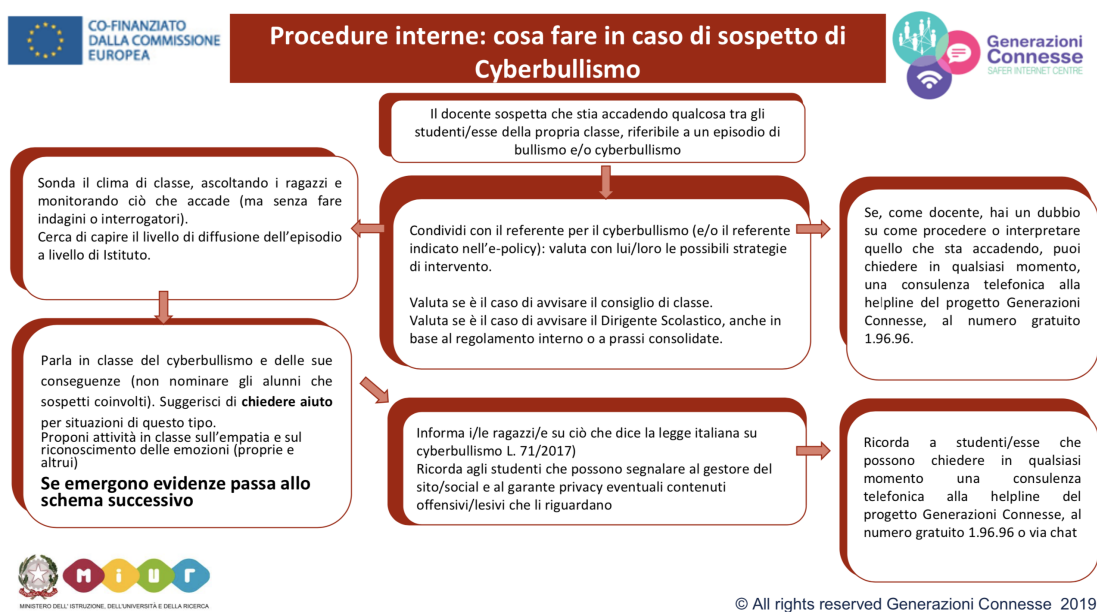 CO-FINANZIATO
DALLA COMMISSIONE
EUROPEA
Procedure interne: cosa fare in caso di sospetto di
Cyberbullismo
Generazioni
Connesse
SAFER INTERNET CENTRE
Il docente sospetta che stia accadendo qualcosa tra gli
studenti/esse della propria classe, riferibile a un episodio di
bullismo e/o cyberbullismo
Sonda il clima di classe, ascoltando i ragazzi e
monitorando ciò che accade (ma senza fare
indagini o interrogatori).
Cerca di capire il livello di diffusione dell'episodio
a livello di Istituto.
Condividi con il referente per il cyberbullismo (e/o il referente
indicato nell'e-policy): valuta con lui/loro le possibili strategie
di intervento.
Valuta se è il caso di avvisare il consiglio di classe.
Valuta se è il caso di avvisare il Dirigente Scolastico, anche in
base al regolamento interno o a prassi consolidate.
Se, come docente, hai un dubbio
su come procedere o interpretare
quello che sta accadendo, puoi
chiedere in qualsiasi momento,
una consulenza telefonica alla
helpline del progetto Generazioni
Connesse, al numero gratuito
1.96.96.
Parla in classe del cyberbullismo e delle sue
conseguenze (non nominare gli alunni che
sospetti coinvolti). Suggerisci di chiedere aiuto
per situazioni di questo tipo.
Proponi attività in classe sull'empatia e sul
riconoscimento delle emozioni (proprie e
altrui)
Se emergono evidenze passa allo
schema successivo
Informa i/le ragazzi/e su ciò che dice la legge italiana su
cyberbullismo L. 71/2017)
Ricorda agli studenti che possono segnalare al gestore del
sito/social e al garante privacy eventuali contenuti
offensivi/lesivi che li riguardano
Ricorda a studenti/esse che
possono chiedere in qualsiasi
momento una consulenza
telefonica alla helpline del
progetto Generazioni Connesse, al
numero gratuito 1.96.96 o via chat
MIUR
MINISTERO DELL' ISTRUZIONE, DELL'UNIVERSITÀ E DELLA RICERCA
© All rights reserved Generazioni Connesse 2019